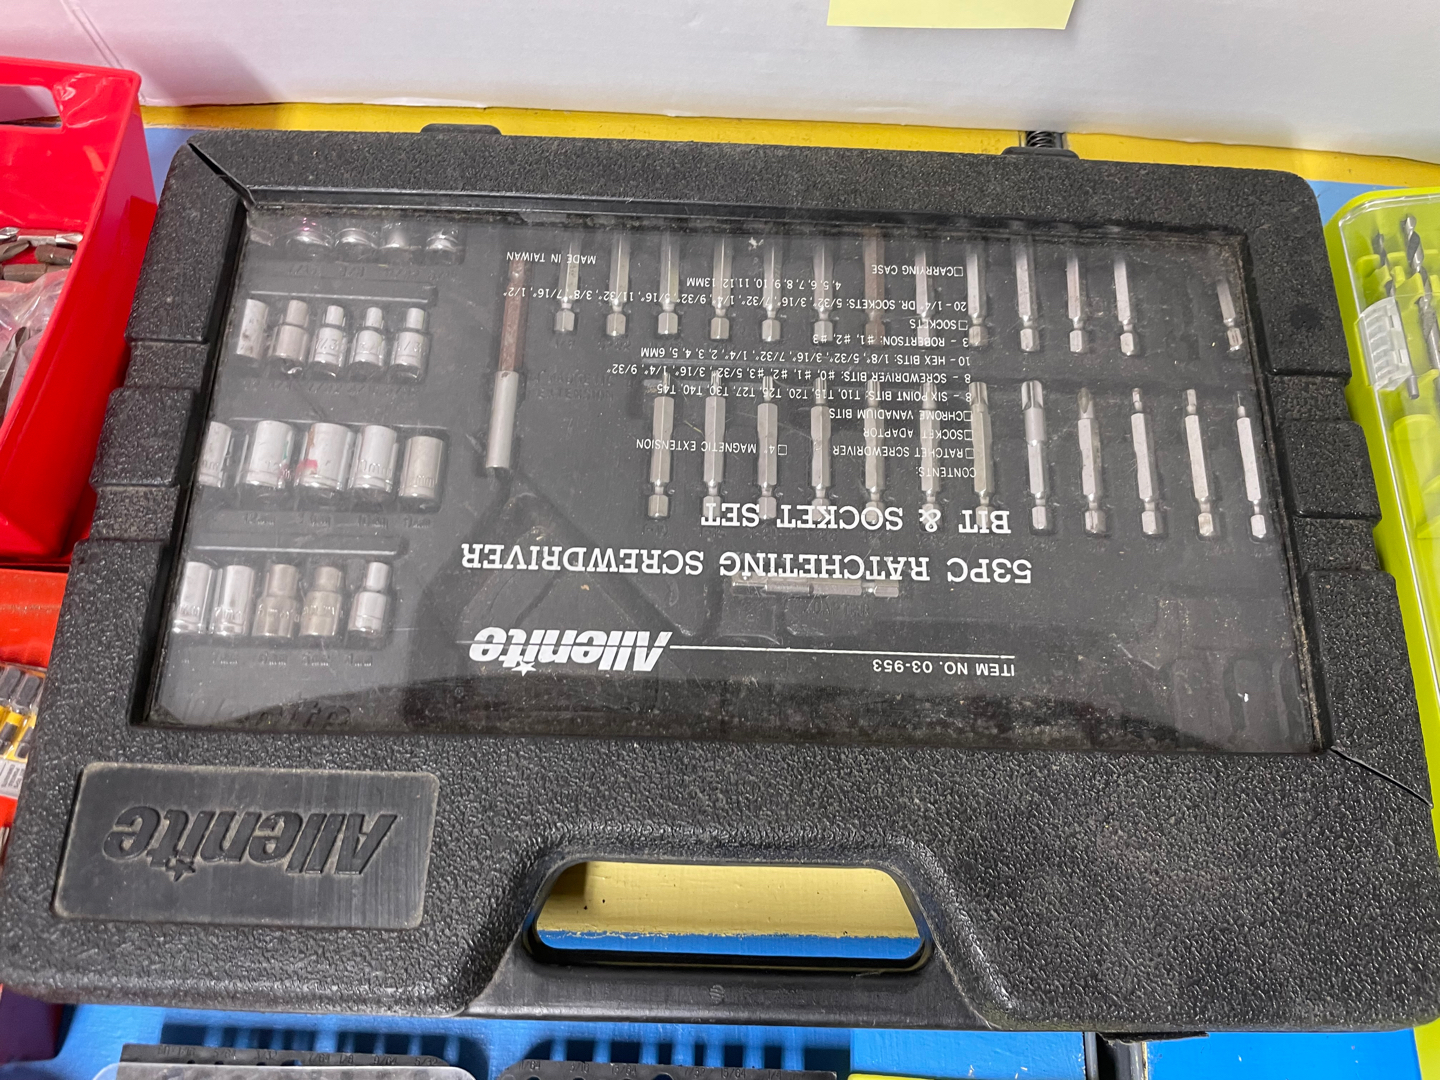 ITEM NO. 03-953
Allenite
53PC RATCHETING SCREWDRIVER
BIT & SOCKET SET
CONTENTS:
☐RATCHET SCREWDRIVER ☐4" MAGNETIC EXTENSION
☐SOCKET ADAPTOR
☐CHROME VANADIUM BITS
8 - SIX POINT BITS: T10, T15, T20, T25, T27, T30, T40, T45
8 - SCREWDRIVER BITS: #0, #1, #2, #3, 5/32", 3/16", 1/4", 9/32"
10 - HEX BITS: 1/8", 5/32", 3/16", 7/32", 1/4", 2, 3, 4, 5, 6MM
3 - ROBERTSON: #1, #2, #3
☐SOCKETS
20 - 1/4" DR. SOCKETS: 5/32", 3/16", 7/32", 1/4", 9/32", 5/16", 11/32", 3/8", 7/16", 1/2"
4, 5, 6, 7, 8, 9, 10, 11, 12, 13MM
☐CARRYING CASE
MADE IN TAIWAN
Allenite